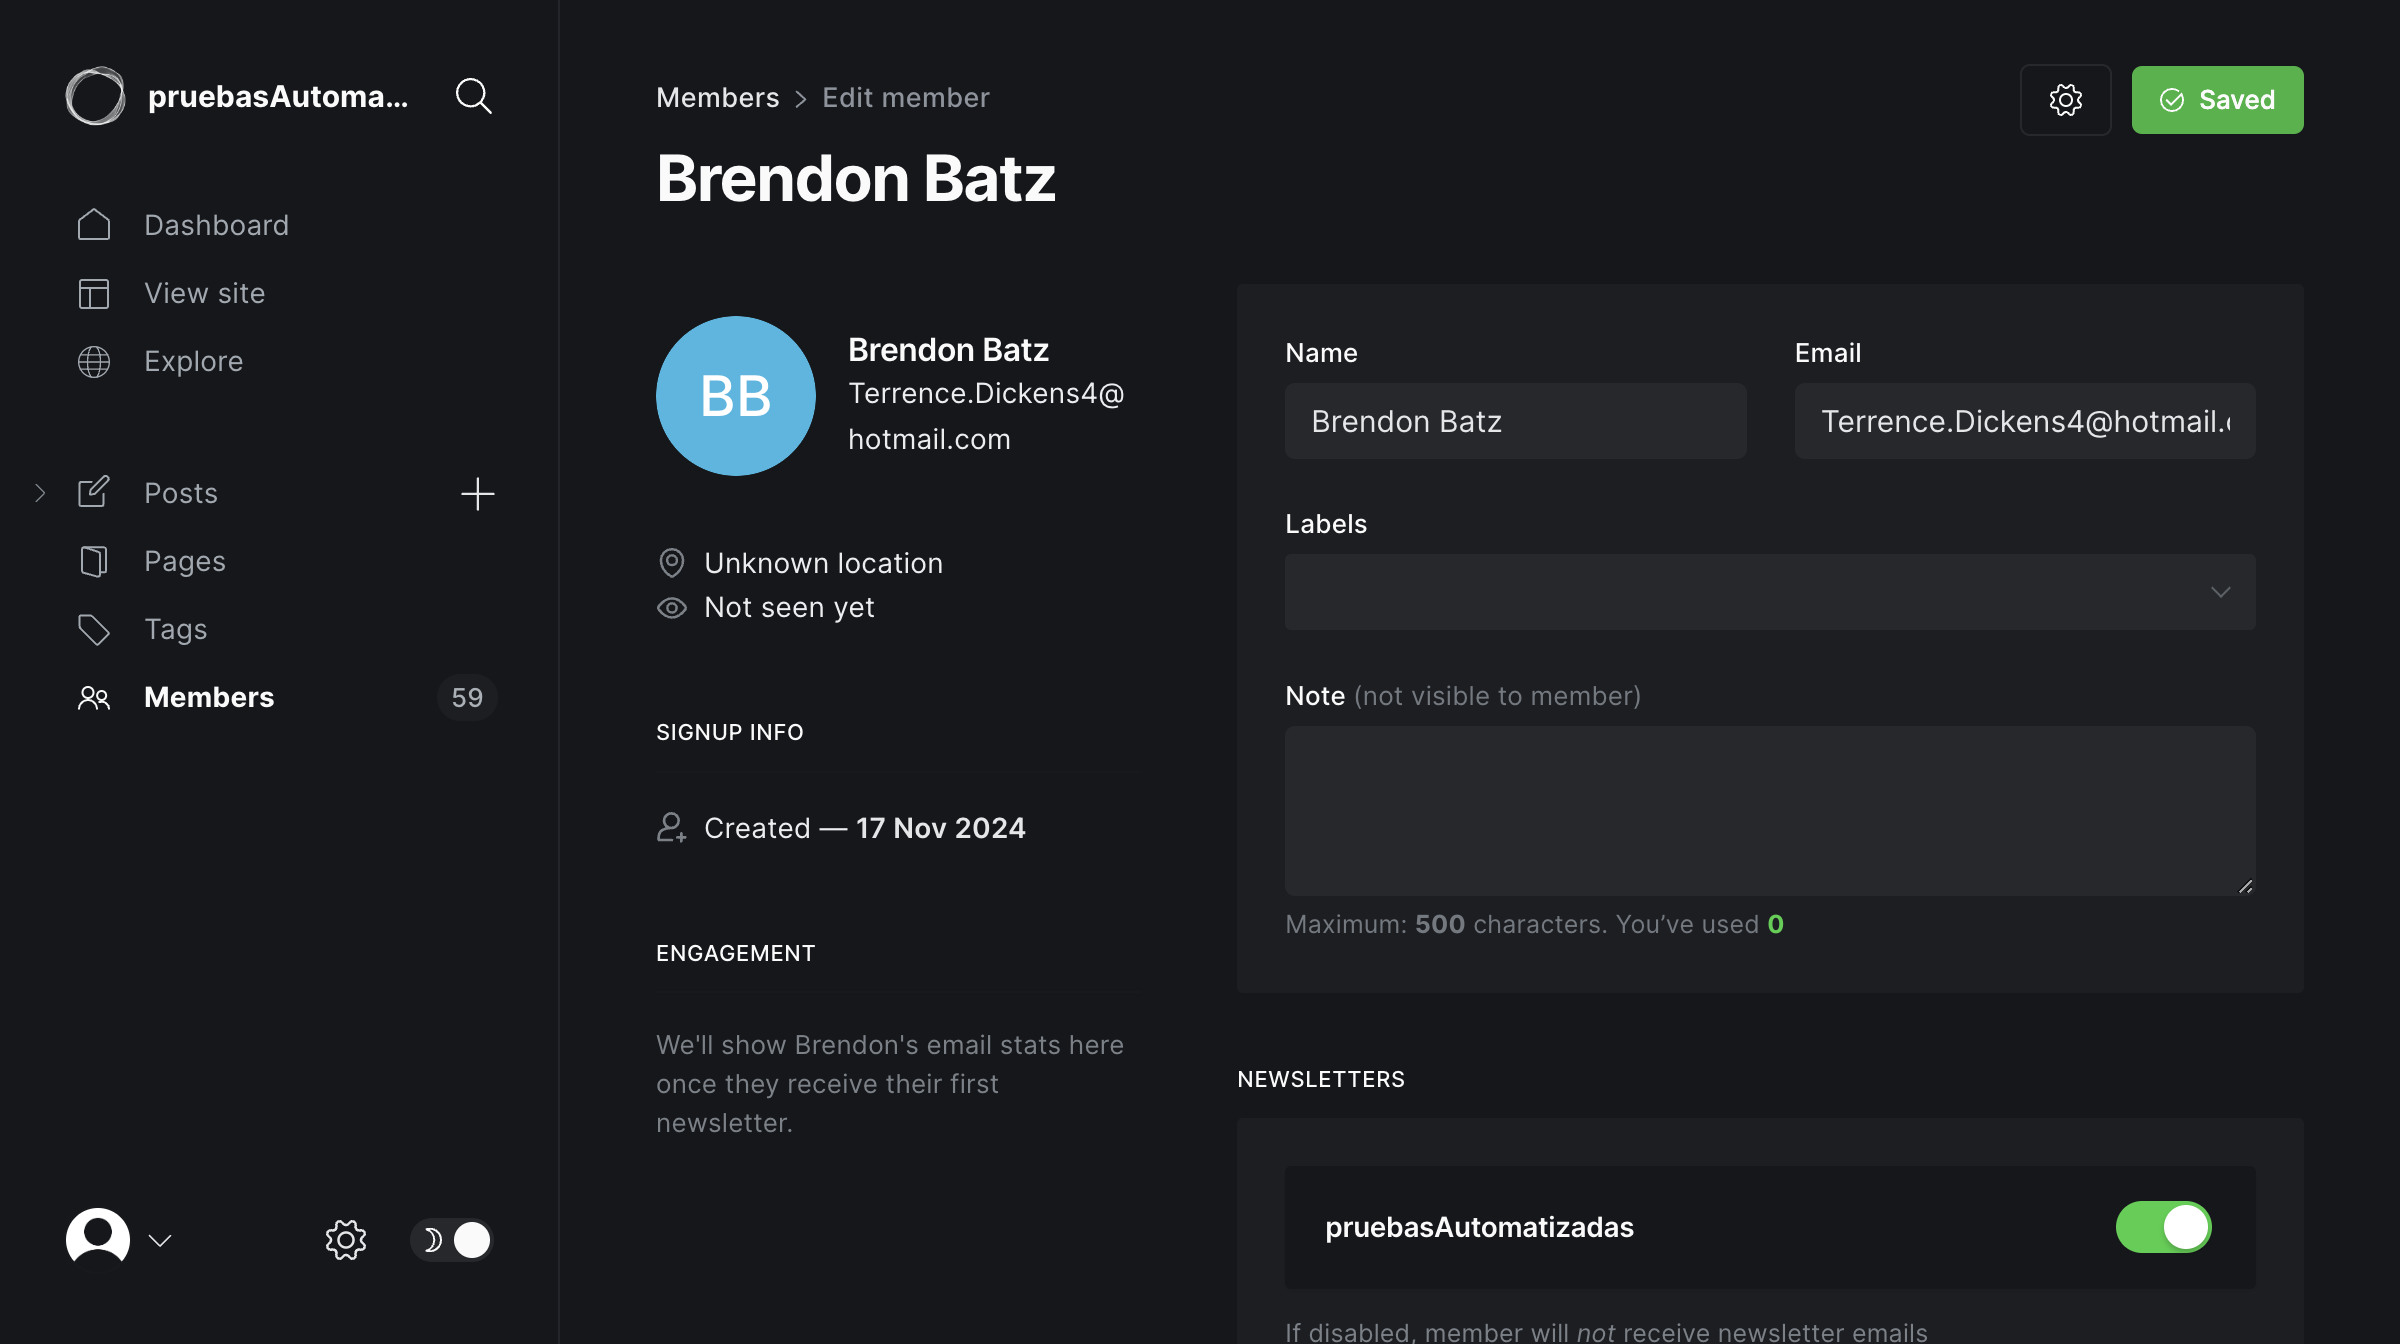 pruebasAutoma...
Dashboard
View site
Explore
Posts
Pages
Tags
Members
59
Members > Edit member
Saved
Brendon Batz
BB
Brendon Batz
Terrence.Dickens4@
hotmail.com
Unknown location
Not seen yet
SIGNUP INFO
Created — 17 Nov 2024
ENGAGEMENT
We'll show Brendon's email stats here
once they receive their first
newsletter.
Name
Brendon Batz
Email
Terrence.Dickens4@hotmail.
Labels
Note (not visible to member)
Maximum: 500 characters. You’ve used 0
NEWSLETTERS
pruebasAutomatizadas
If disabled, member will not receive newsletter emails